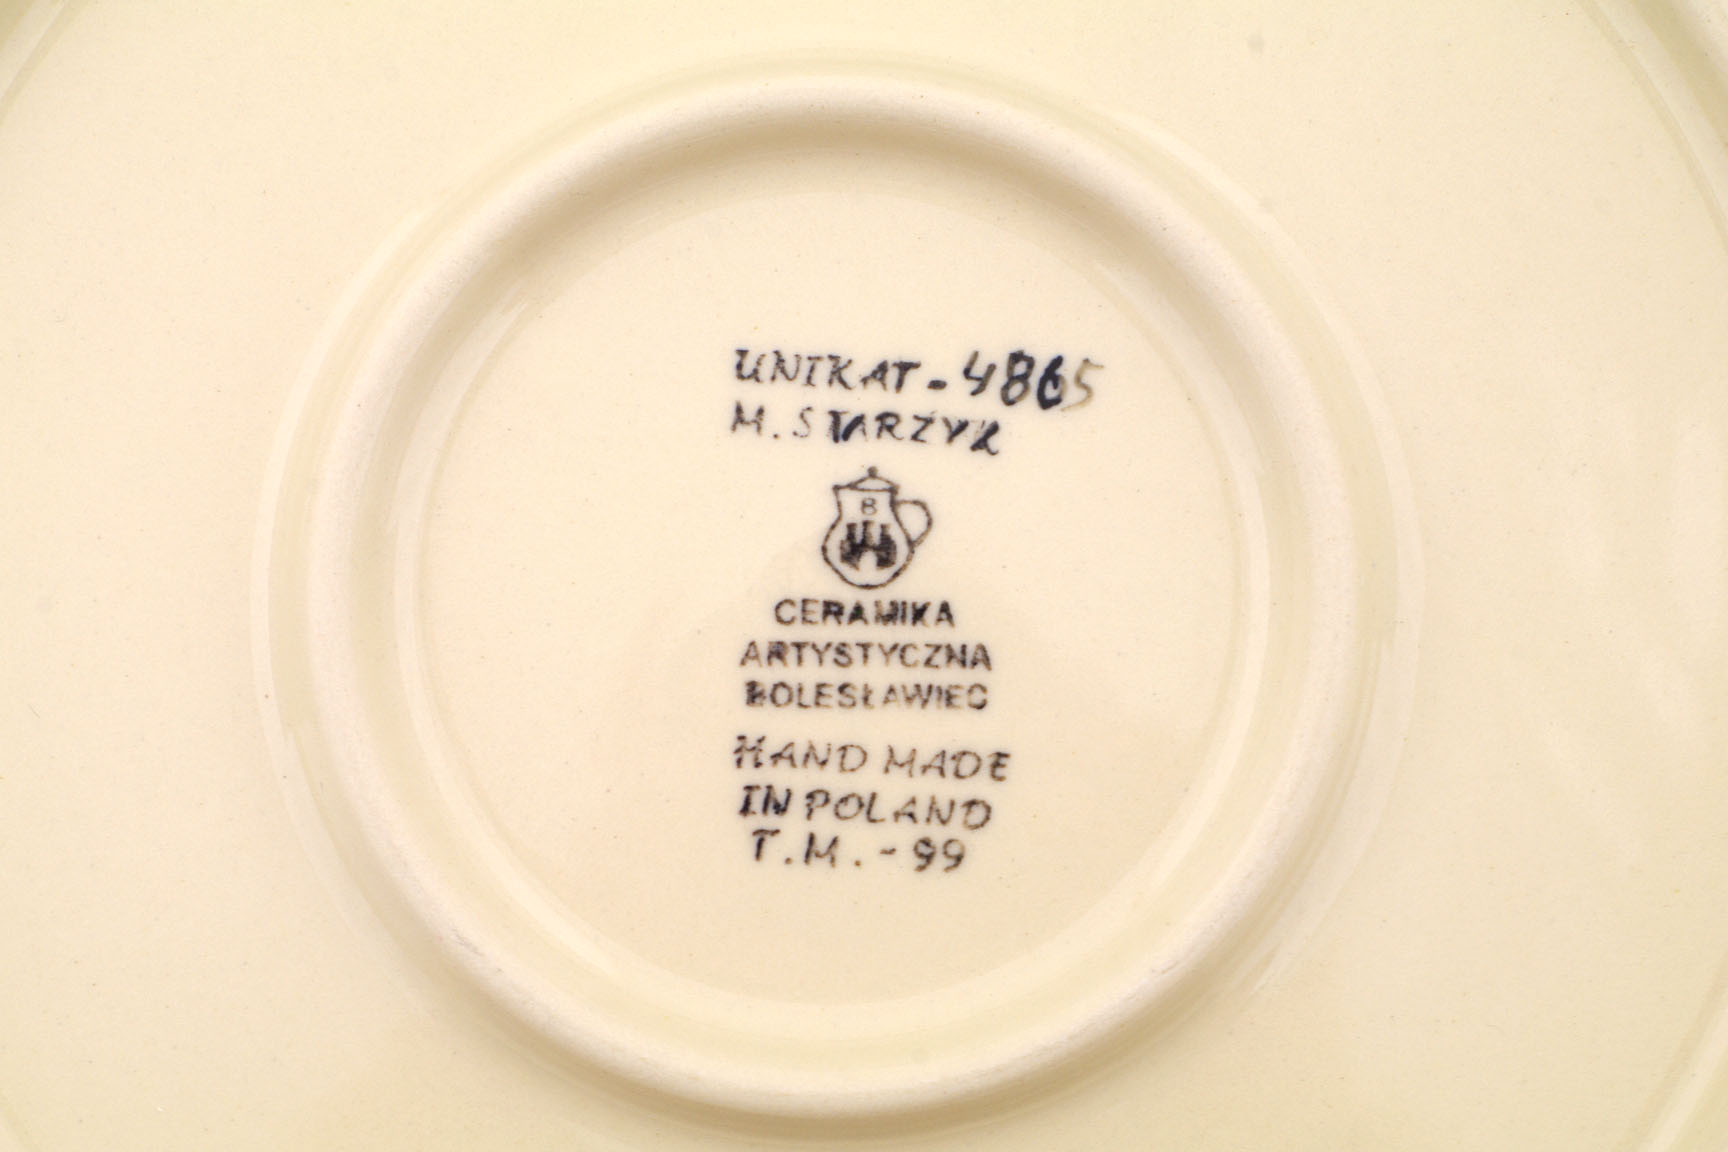 UNIKAT - 4865
M. STARZYK
B
CERAMIKA
ARTYSTYCZNA
BOLESŁAWIEC
HAND MADE
IN POLAND
T.M. - 99